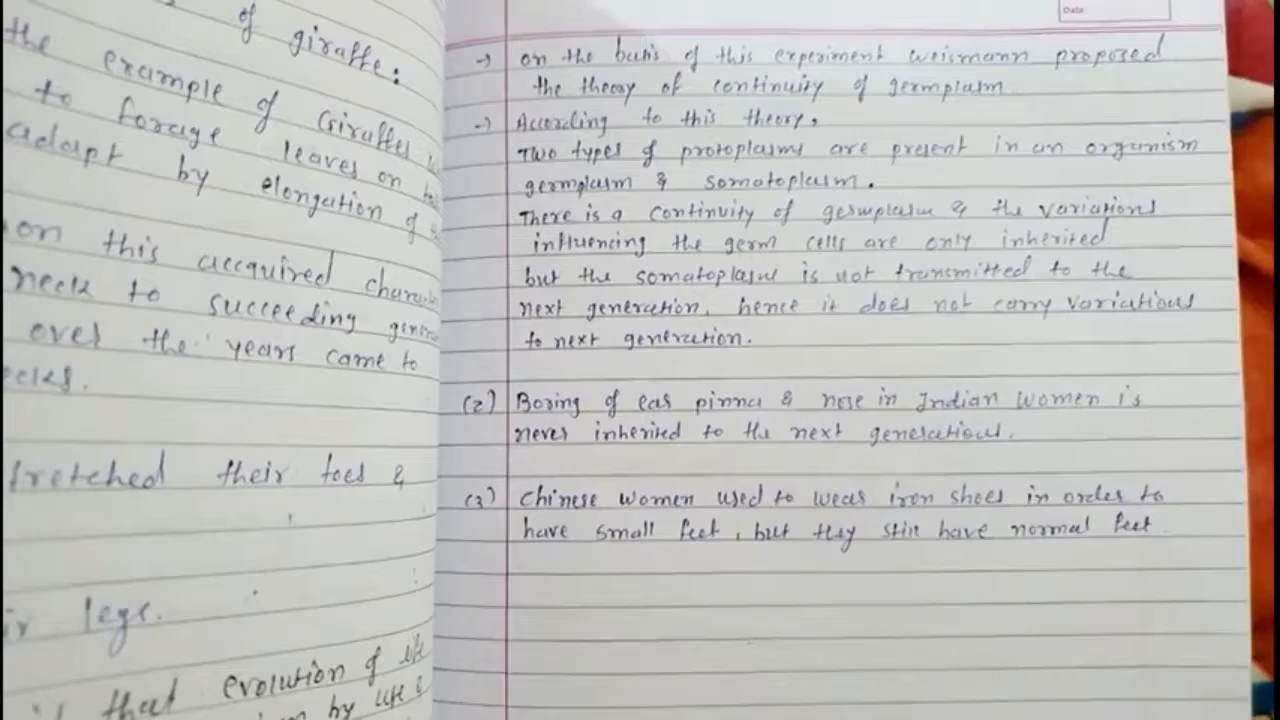 of giraffe:
the example of Giraffes
to forage leaves on
adapt by elongation of
on this accquired
neck to succeeding
over the years came to
stretched their toes &
legs.
that evolution of
by
Date:
→ on the basis of this experiment weismann proposed
the theory of continuity of germplasm
→ According to this theory,
Two types of protoplasms are present in an organism
germplasm & somatoplasm.
There is a continuity of germplasm & the variations
influencing the germ cells are only inherited
but the somatoplasm is not transmitted to the
next generation, hence it does not carry variations
to next generation.
(2) Boring of ear pinna & nose in Indian women is
never inherited to the next generations.
(3) Chinese women used to wear iron shoes in order to
have small feet, but they still have normal feet